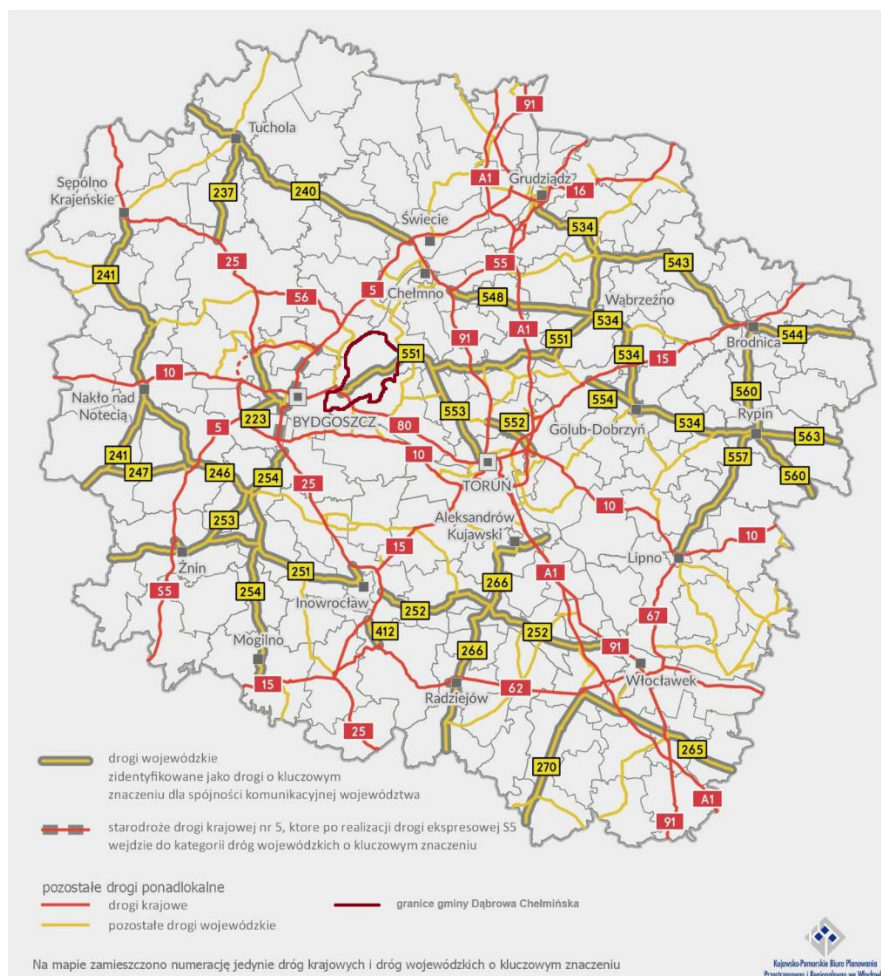 91
Tuchola
A1
Grudziądz
16
Sępólno
Krajeńskie
237
240
Świecie
534
25
55
543
241
56
5
Chełmno
548
Wąbrzeźno
91
A1
534
551
551
534
15
Brodnica
544
10
Nakło nad
Notecią
223
BYDGOSZCZ
553
552
554
Golub-Dobrzyń
560
Rypin
534
563
5
80
10
241
247
246
254
25
TORUŃ
557
560
253
Aleksandrów
Kujawski
10
10
15
Lipno
Żnin
251
266
A1
S5
254
Inowrocław
252
67
412
252
91
Mogilno
266
Włocławek
15
Radziejów
62
25
265
270
A1
91
drogi wojewódzkie
zidentyfikowane jako drogi o kluczowym
znaczeniu dla spójności komunikacyjnej województwa
starodroże drogi krajowej nr 5, ktore po realizacji drogi ekspresowej S5
wejdzie do kategorii dróg wojewódzkich o kluczowym znaczeniu
pozostałe drogi ponadlokalne
drogi krajowe
granice gminy Dąbrowa Chełmińska
pozostałe drogi wojewódzkie
Na mapie zamieszczono numerację jedynie dróg krajowych i dróg wojewódzkich o kluczowym znaczeniu
Kujawsko-Pomorskie Biuro Planowania
Przestrzennego i Regionalnego we